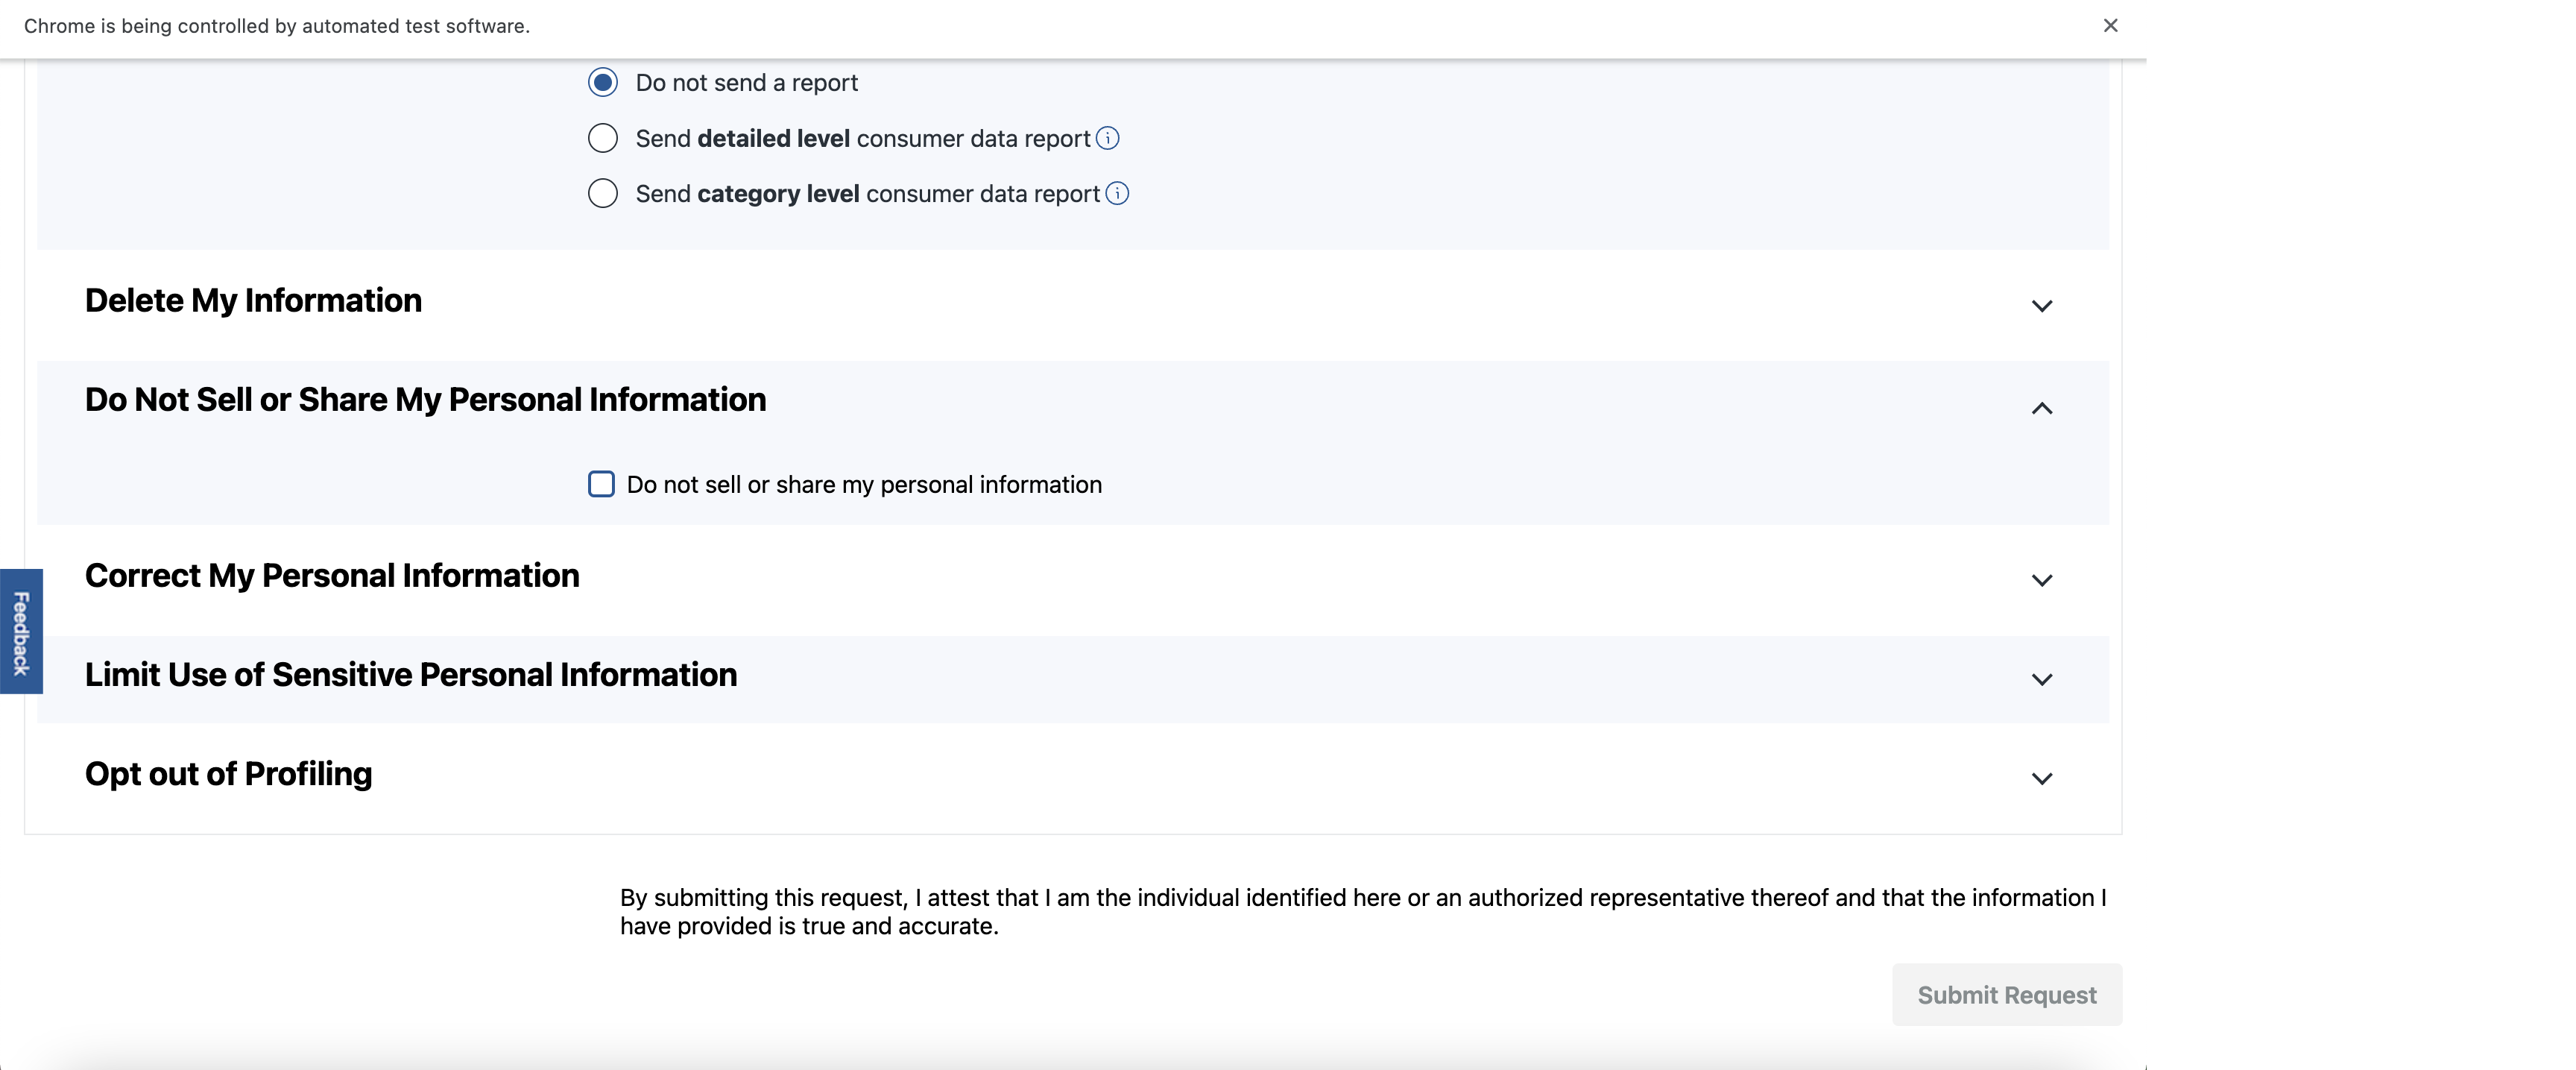 Chrome is being controlled by automated test software.
Do not send a report
Send detailed level consumer data report
Send category level consumer data report
Delete My Information
Do Not Sell or Share My Personal Information
Do not sell or share my personal information
Correct My Personal Information
Feedback
Limit Use of Sensitive Personal Information
Opt out of Profiling
By submitting this request, I attest that I am the individual identified here or an authorized representative thereof and that the information I
have provided is true and accurate.
Submit Request